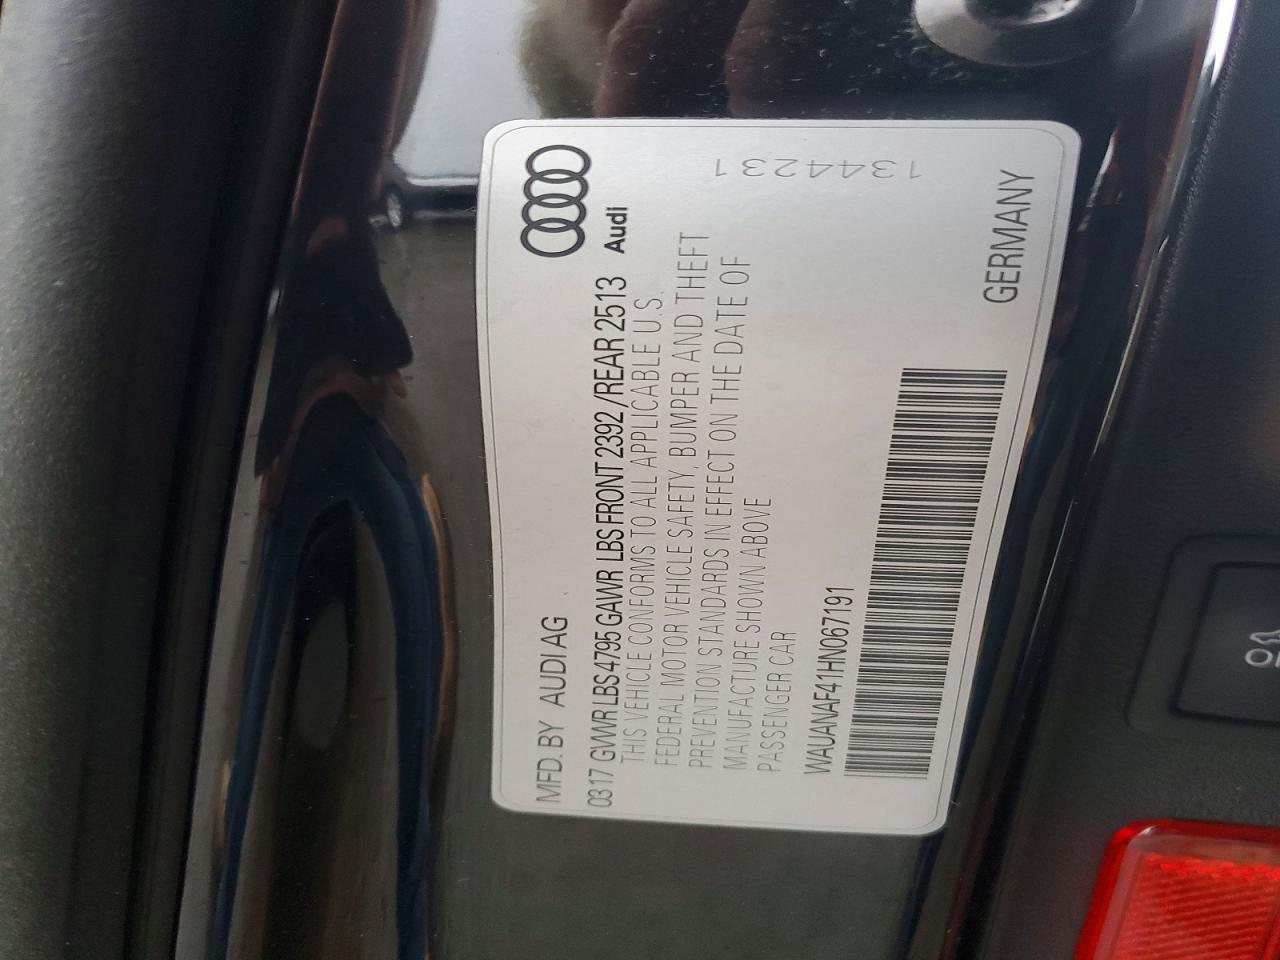 MFD. BY AUDI AG
Audi
03 17 GVWR LBS 4795 GAWR LBS FRONT 2392 / REAR 2513
THIS VEHICLE CONFORMS TO ALL APPLICABLE U.S.
FEDERAL MOTOR VEHICLE SAFETY, BUMPER AND THEFT
PREVENTION STANDARDS IN EFFECT ON THE DATE OF
MANUFACTURE SHOWN ABOVE
PASSENGER CAR
1344231
WAUANAF41HN067191
GERMANY